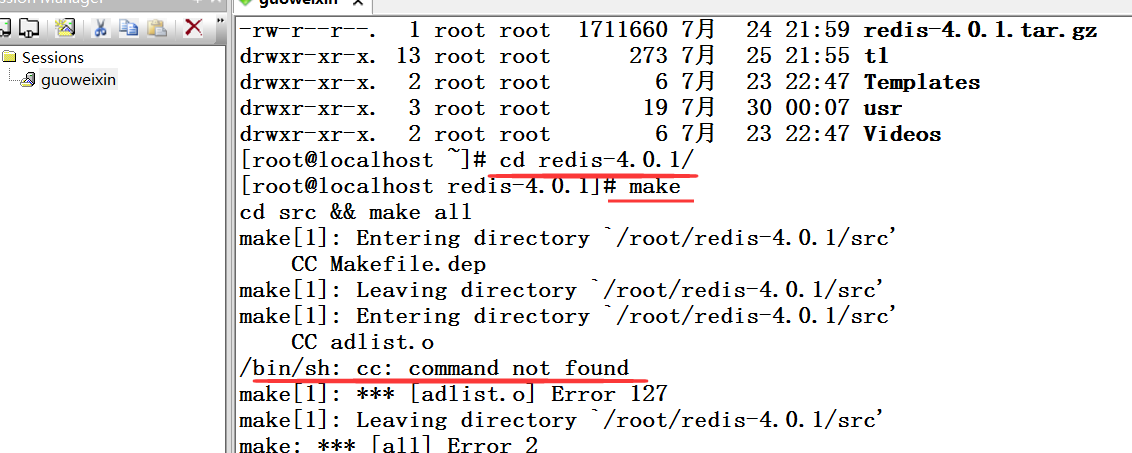 guoweixin
Sessions
guoweixin
-rw-r--r--. 1 root root 1711660 7月 24 21:59 redis-4.0.1.tar.gz
drwxr-xr-x. 13 root root 273 7月 25 21:55 tl
drwxr-xr-x. 2 root root 6 7月 23 22:47 Templates
drwxr-xr-x. 3 root root 19 7月 30 00:07 usr
drwxr-xr-x. 2 root root 6 7月 23 22:47 Videos
[root@localhost ~]# cd redis-4.0.1/
[root@localhost redis-4.0.1]# make
cd src && make all
make[1]: Entering directory `/root/redis-4.0.1/src'
CC Makefile.dep
make[1]: Leaving directory `/root/redis-4.0.1/src'
make[1]: Entering directory `/root/redis-4.0.1/src'
CC adlist.o
/bin/sh: cc: command not found
make[1]: *** [adlist.o] Error 127
make[1]: Leaving directory `/root/redis-4.0.1/src'
make: *** [all] Error 2